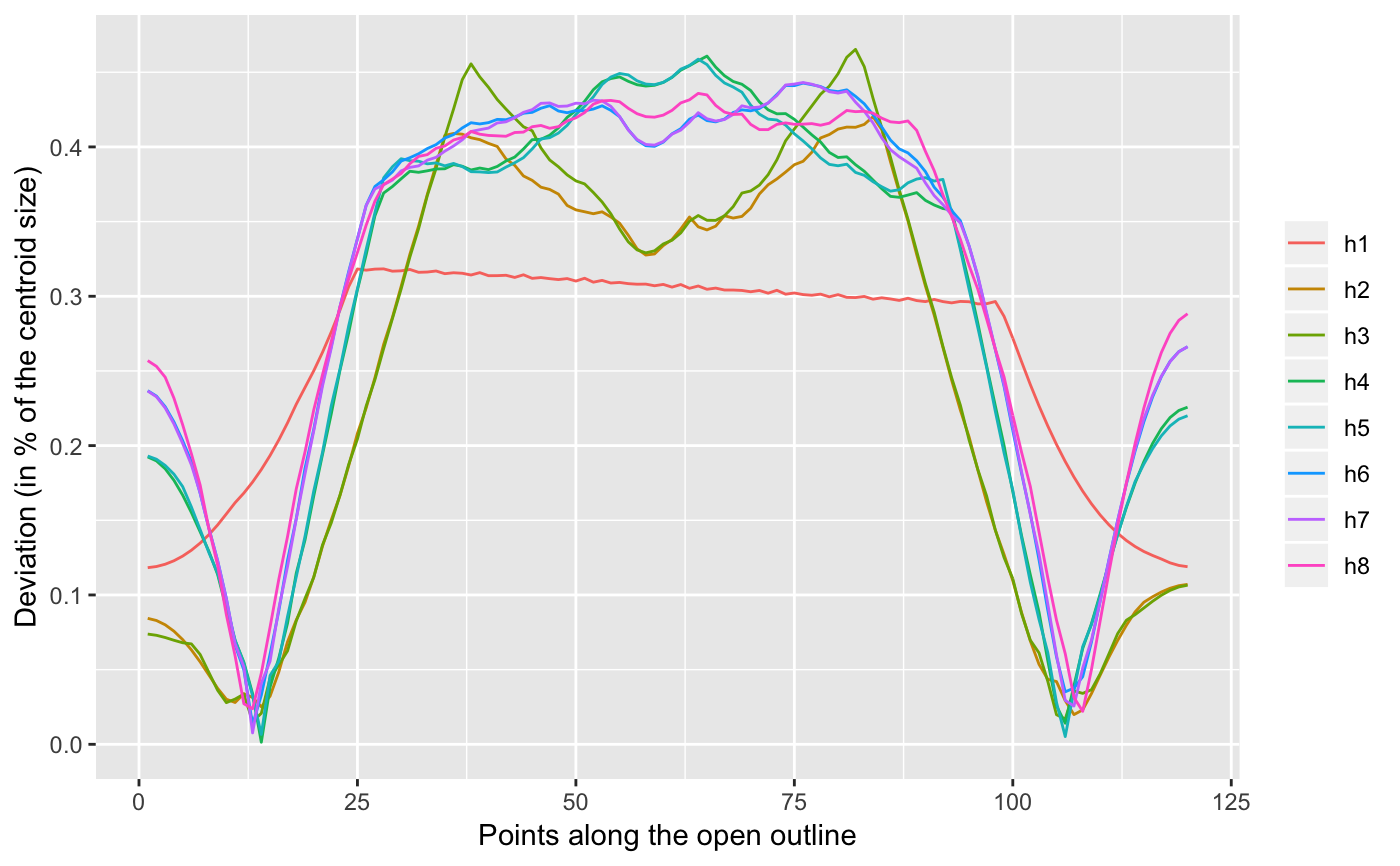 Deviation (in % of the centroid size)
0.4
0.3
0.2
0.1
0.0
0
25
50
75
100
125
Points along the open outline
h1
h2
h3
h4
h5
h6
h7
h8